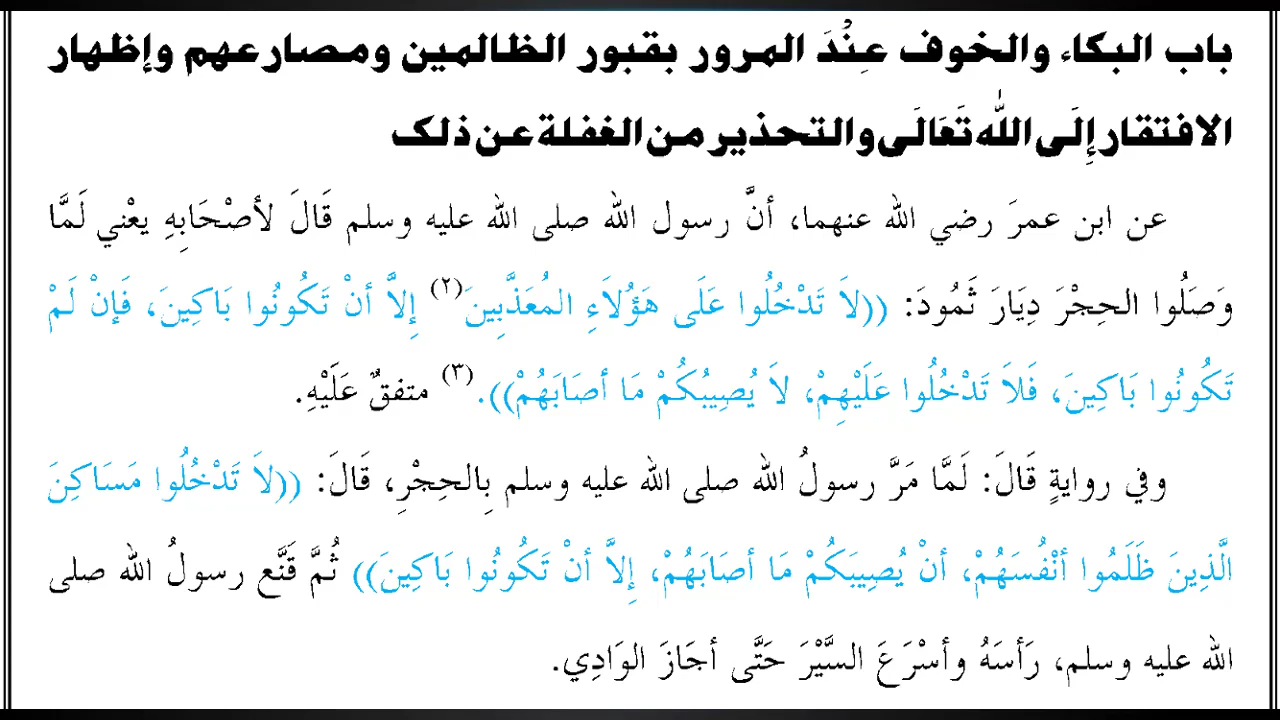 باب البكاء والخوف عِنْدَ المرور بقبور الظالمين ومصارعهم وإظهار
الافتقار إِلَى الله تَعَالَى والتحذير من الغفلة عن ذلك
عن ابن عمرَ رضي الله عنهما، أنَّ رسول الله صلى الله عليه وسلم قَالَ لأصْحَابِهِ يعْني لَمَّا
وَصَلُوا الحِجْرَ دِيَارَ ثَمُودَ: ((لاَ تَدْخُلُوا عَلَى هَؤُلاَءِ المُعَذَّبِينَ(٢) إِلاَّ أنْ تَكُونُوا بَاكِينَ، فَإنْ لَمْ
تَكُونُوا بَاكِينَ، فَلاَ تَدْخُلُوا عَلَيْهِمْ، لاَ يُصِيبُكُمْ مَا أصَابَهُمْ)).(٣) متفقٌ عَلَيْهِ.
وفي روايةٍ قَالَ: لَمَّا مَرَّ رسولُ الله صلى الله عليه وسلم بِالحِجْرِ، قَالَ: ((لاَ تَدْخُلُوا مَسَاكِنَ
الَّذِينَ ظَلَمُوا أنْفُسَهُمْ، أنْ يُصِيبَكُمْ مَا أصَابَهُمْ، إِلاَّ أنْ تَكُونُوا بَاكِينَ)) ثُمَّ قَنَّع رسولُ الله صلى
الله عليه وسلم، رَأسَهُ وأسْرَعَ السَّيْرَ حَتَّى أجَازَ الوَادِي.